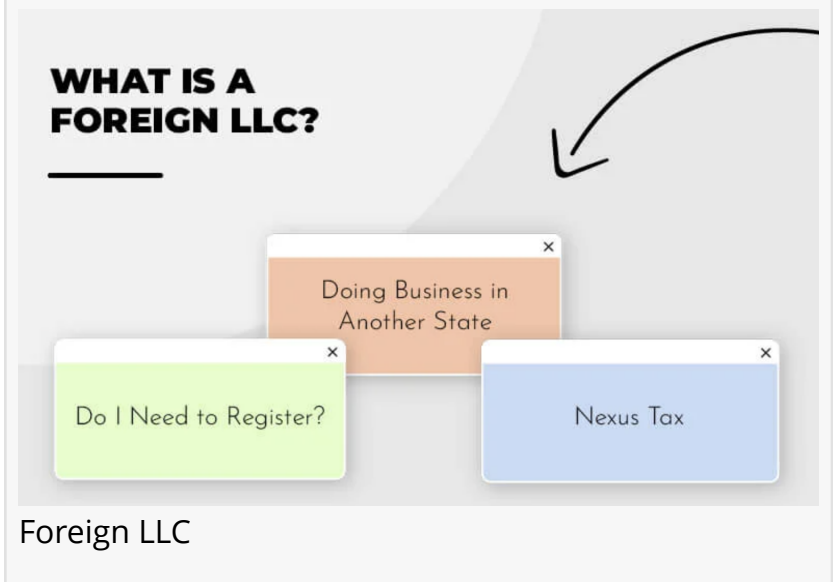 WHAT IS A
FOREIGN LLC?
Doing Business in
Another State
Do I Need to Register?
Nexus Tax
Foreign LLC